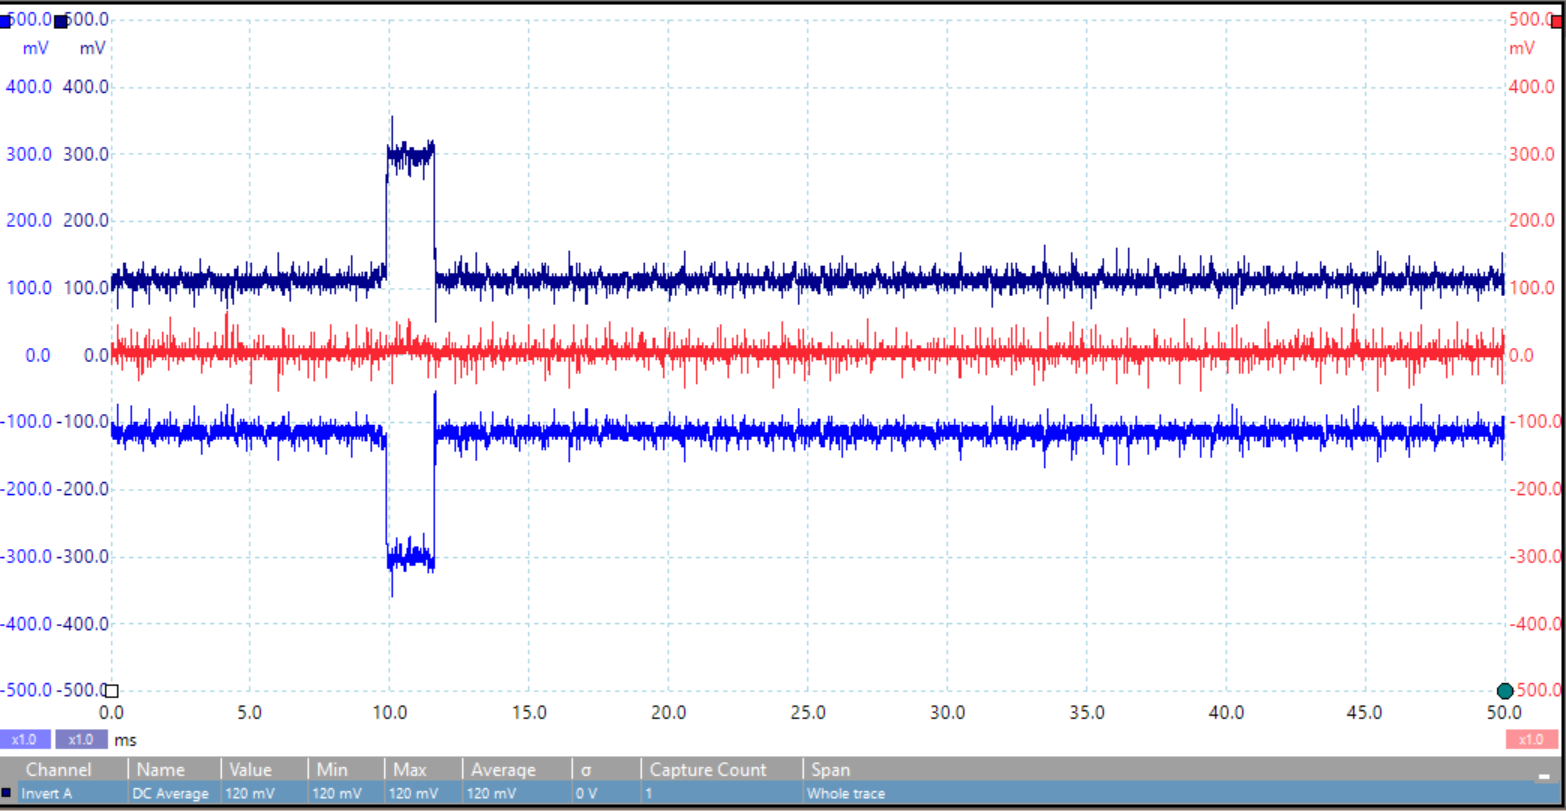 500.0 500.0 500.0
mV mV mV
400.0 400.0 400.0
300.0 300.0 300.0
200.0 200.0 200.0
100.0 100.0 100.0
0.0 0.0 0.0
-100.0 -100.0 -100.0
-200.0 -200.0 -200.0
-300.0 -300.0 -300.0
-400.0 -400.0 -400.0
-500.0 -500.0 500.0
0.0 5.0 10.0 15.0 20.0 25.0 30.0 35.0 40.0 45.0 50.0
x1.0 x1.0 ms x1.0
Channel Name Value Min Max Average σ Capture Count Span
Invert A DC Average 120 mV 120 mV 120 mV 120 mV 0 V 1 Whole trace